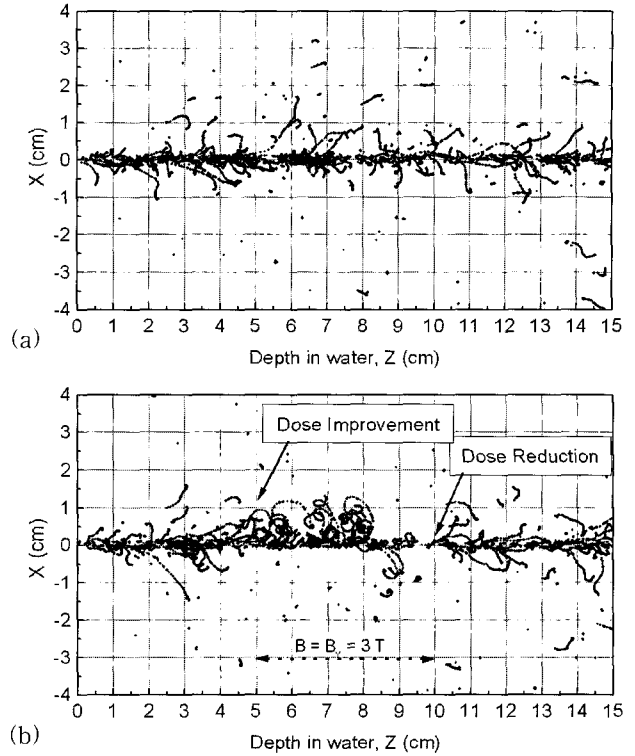 4
3
2
1
0
-1
-2
-3
-4
X (cm)
0 1 2 3 4 5 6 7 8 9 10 11 12 13 14 15
(a)
Depth in water, Z (cm)
4
3
2
1
0
-1
-2
-3
-4
X (cm)
Dose Improvement
Dose Reduction
B = By = 3 T
0 1 2 3 4 5 6 7 8 9 10 11 12 13 14 15
(b)
Depth in water, Z (cm)